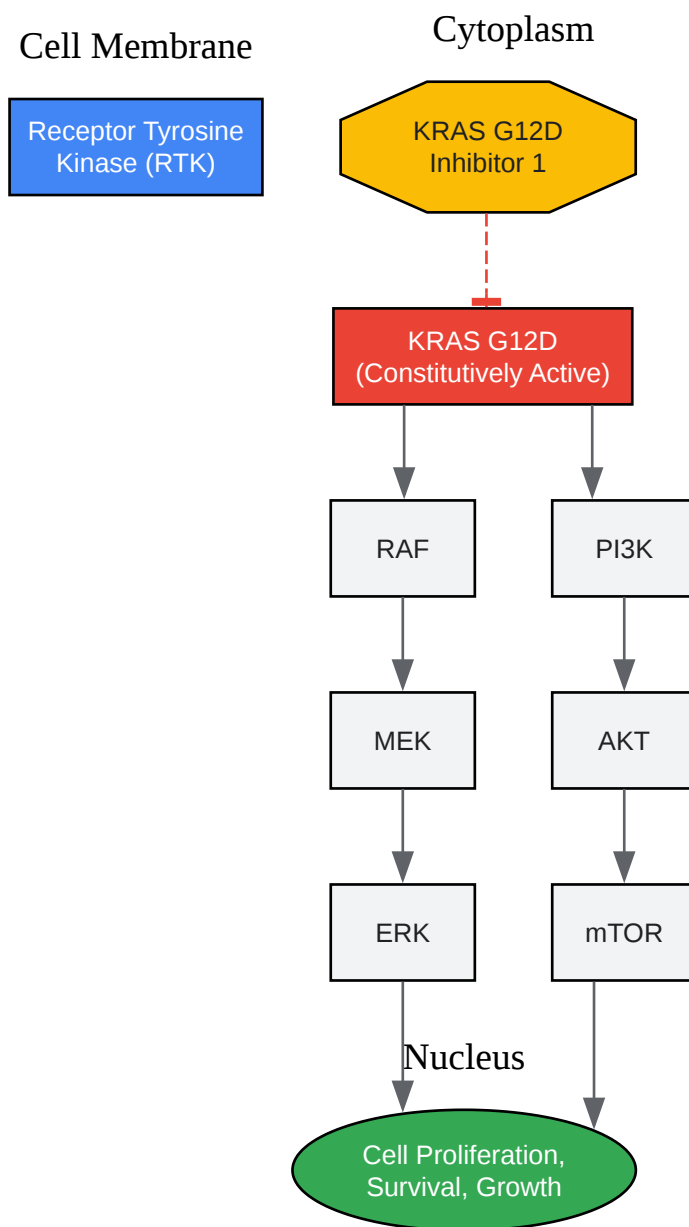 Cell Membrane
Cytoplasm
Receptor Tyrosine
Kinase (RTK)
KRAS G12D
Inhibitor 1
KRAS G12D
(Constitutively Active)
RAF
PI3K
MEK
AKT
ERK
mTOR
Nucleus
Cell Proliferation,
Survival, Growth